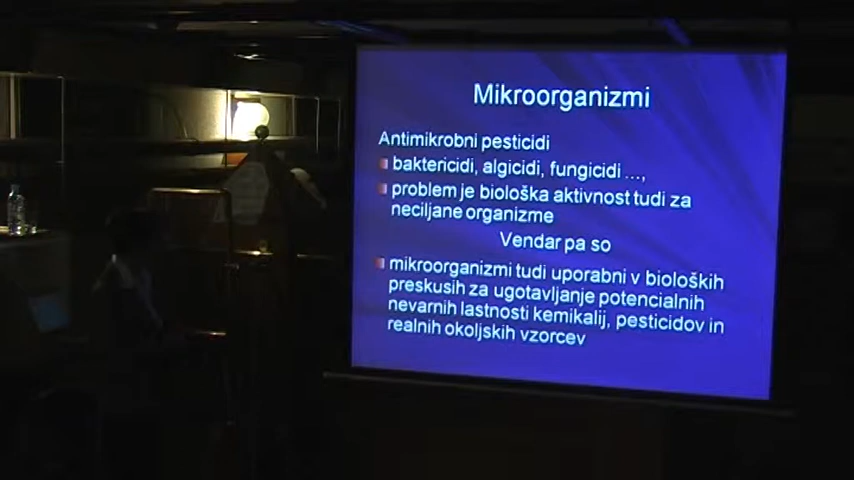 Mikroorganizmi
Antimikrobni pesticidi
baktericidi, algicidi, fungicidi ...,
problem je biološka aktivnost tudi za
neciljane organizme
Vendar pa so
mikroorganizmi tudi uporabni v bioloških
preskusih za ugotavljanje potencialnih
nevarnih lastnosti kemikalij, pesticidov in
realnih okoljskih vzorcev